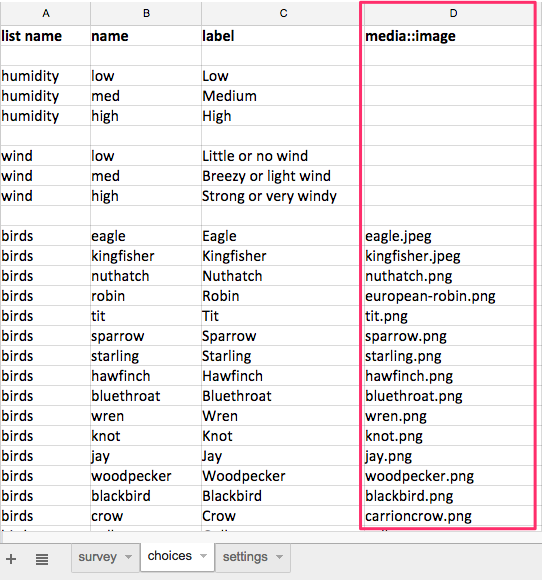 A B C D
list name name label media::image
humidity low Low
humidity med Medium
humidity high High
wind low Little or no wind
wind med Breezy or light wind
wind high Strong or very windy
birds eagle Eagle eagle.jpeg
birds kingfisher Kingfisher kingfisher.jpeg
birds nuthatch Nuthatch nuthatch.png
birds robin Robin european-robin.png
birds tit Tit tit.png
birds sparrow Sparrow sparrow.png
birds starling Starling starling.png
birds hawfinch Hawfinch hawfinch.png
birds bluethroat Bluethroat bluethroat.png
birds wren Wren wren.png
birds knot Knot knot.png
birds jay Jay jay.png
birds woodpecker Woodpecker woodpecker.png
birds blackbird Blackbird blackbird.png
birds crow Crow carrioncrow.png
survey choices settings